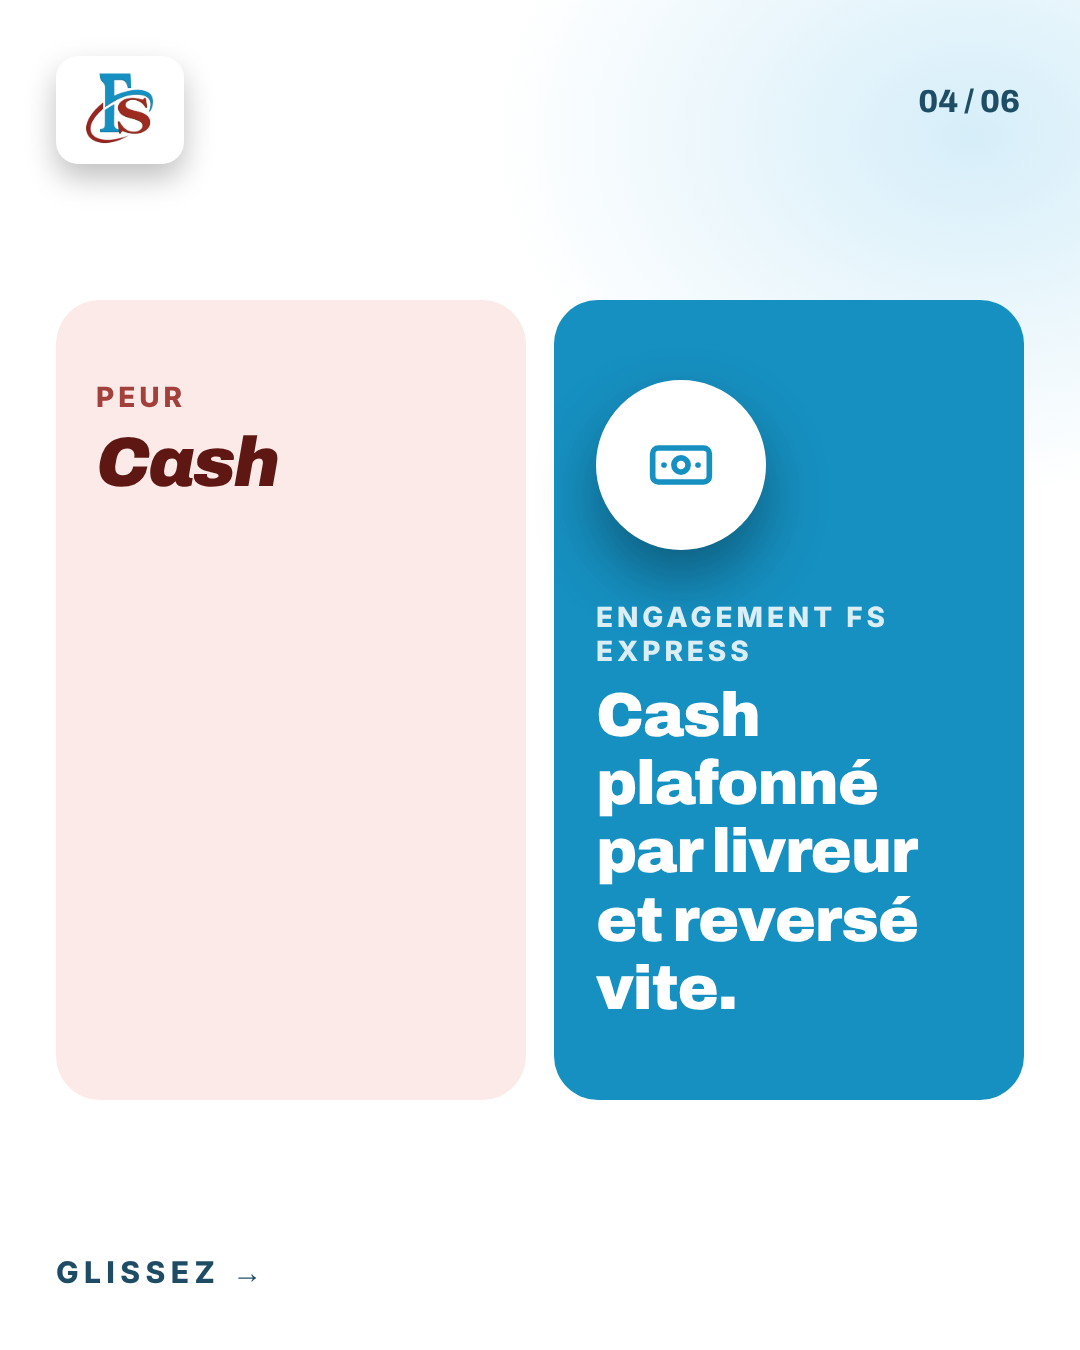 FS
04 / 06
PEUR
Cash
ENGAGEMENT FS
EXPRESS
Cash
plafonné
par livreur
et reversé
vite.
GLISSEZ →